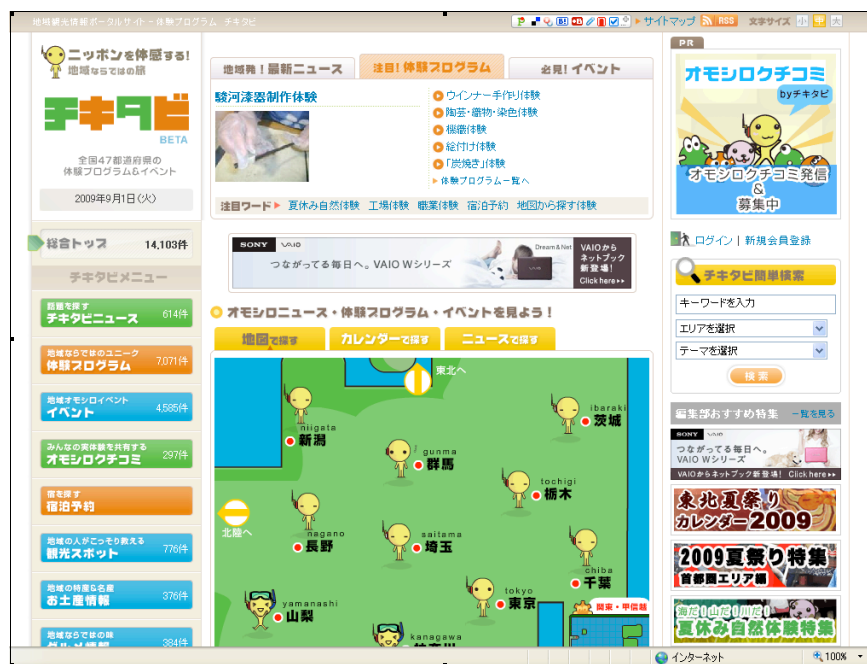 地域観光情報ポータルサイト - 体験プログラム チキタビ
サイトマップ
RSS
文字サイズ 小 中 大
ニッポンを体感する!
地域ならではの旅
チキタビ
BETA
全国47都道府県の
体験プログラム&イベント
2009年9月1日(火)
総合トップ 14,103件
チキタビメニュー
話題を探す
チキタビニュース 614件
地域ならではのユニーク
体験プログラム 7,071件
地域オモシロイベント
イベント 4,585件
みんなの実体験を共有する
オモシロクチコミ 297件
宿を探す
宿泊予約
地域の人がこっそり教える
観光スポット 776件
地域の特産&名産
お土産情報 376件
地域ならではの味
384件
地域発!最新ニュース
注目!体験プログラム
必見!イベント
駿河漆器制作体験
ウインナー手作り体験
陶芸・織物・染色体験
機織体験
絵付け体験
「炭焼き」体験
体験プログラム一覧へ
注目ワード 夏休み自然体験 工場体験 職業体験 宿泊予約 地図から探す体験
SONY VAIO
つながってる毎日へ。VAIO Wシリーズ
Dream & Net
VAIOから
ネットブック
新登場!
Click here
オモシロニュース・体験プログラム・イベントを見よう!
地図で探す
カレンダーで探す
ニュースで探す
東北へ
niigata
新潟
ibaraki
茨城
gunma
群馬
tochigi
栃木
北陸へ
nagano
長野
saitama
埼玉
chiba
千葉
yamanashi
山梨
tokyo
東京
関東・甲信越
kanagawa
神奈川
PR
オモシロクチコミ
byチキタビ
オモシロクチコミ発信
&
募集中
ログイン | 新規会員登録
チキタビ簡単検索
キーワードを入力
エリアを選択
テーマを選択
検索
編集部おすすめ特集 一覧を見る
SONY VAIO
つながってる毎日へ。
VAIO Wシリーズ
VAIOからネットブック新登場! Click here
東北夏祭り
カレンダー2009
2009夏祭り特集
首都圏エリア編
海だ!山だ!川だ!
夏休み自然体験特集
インターネット
100%